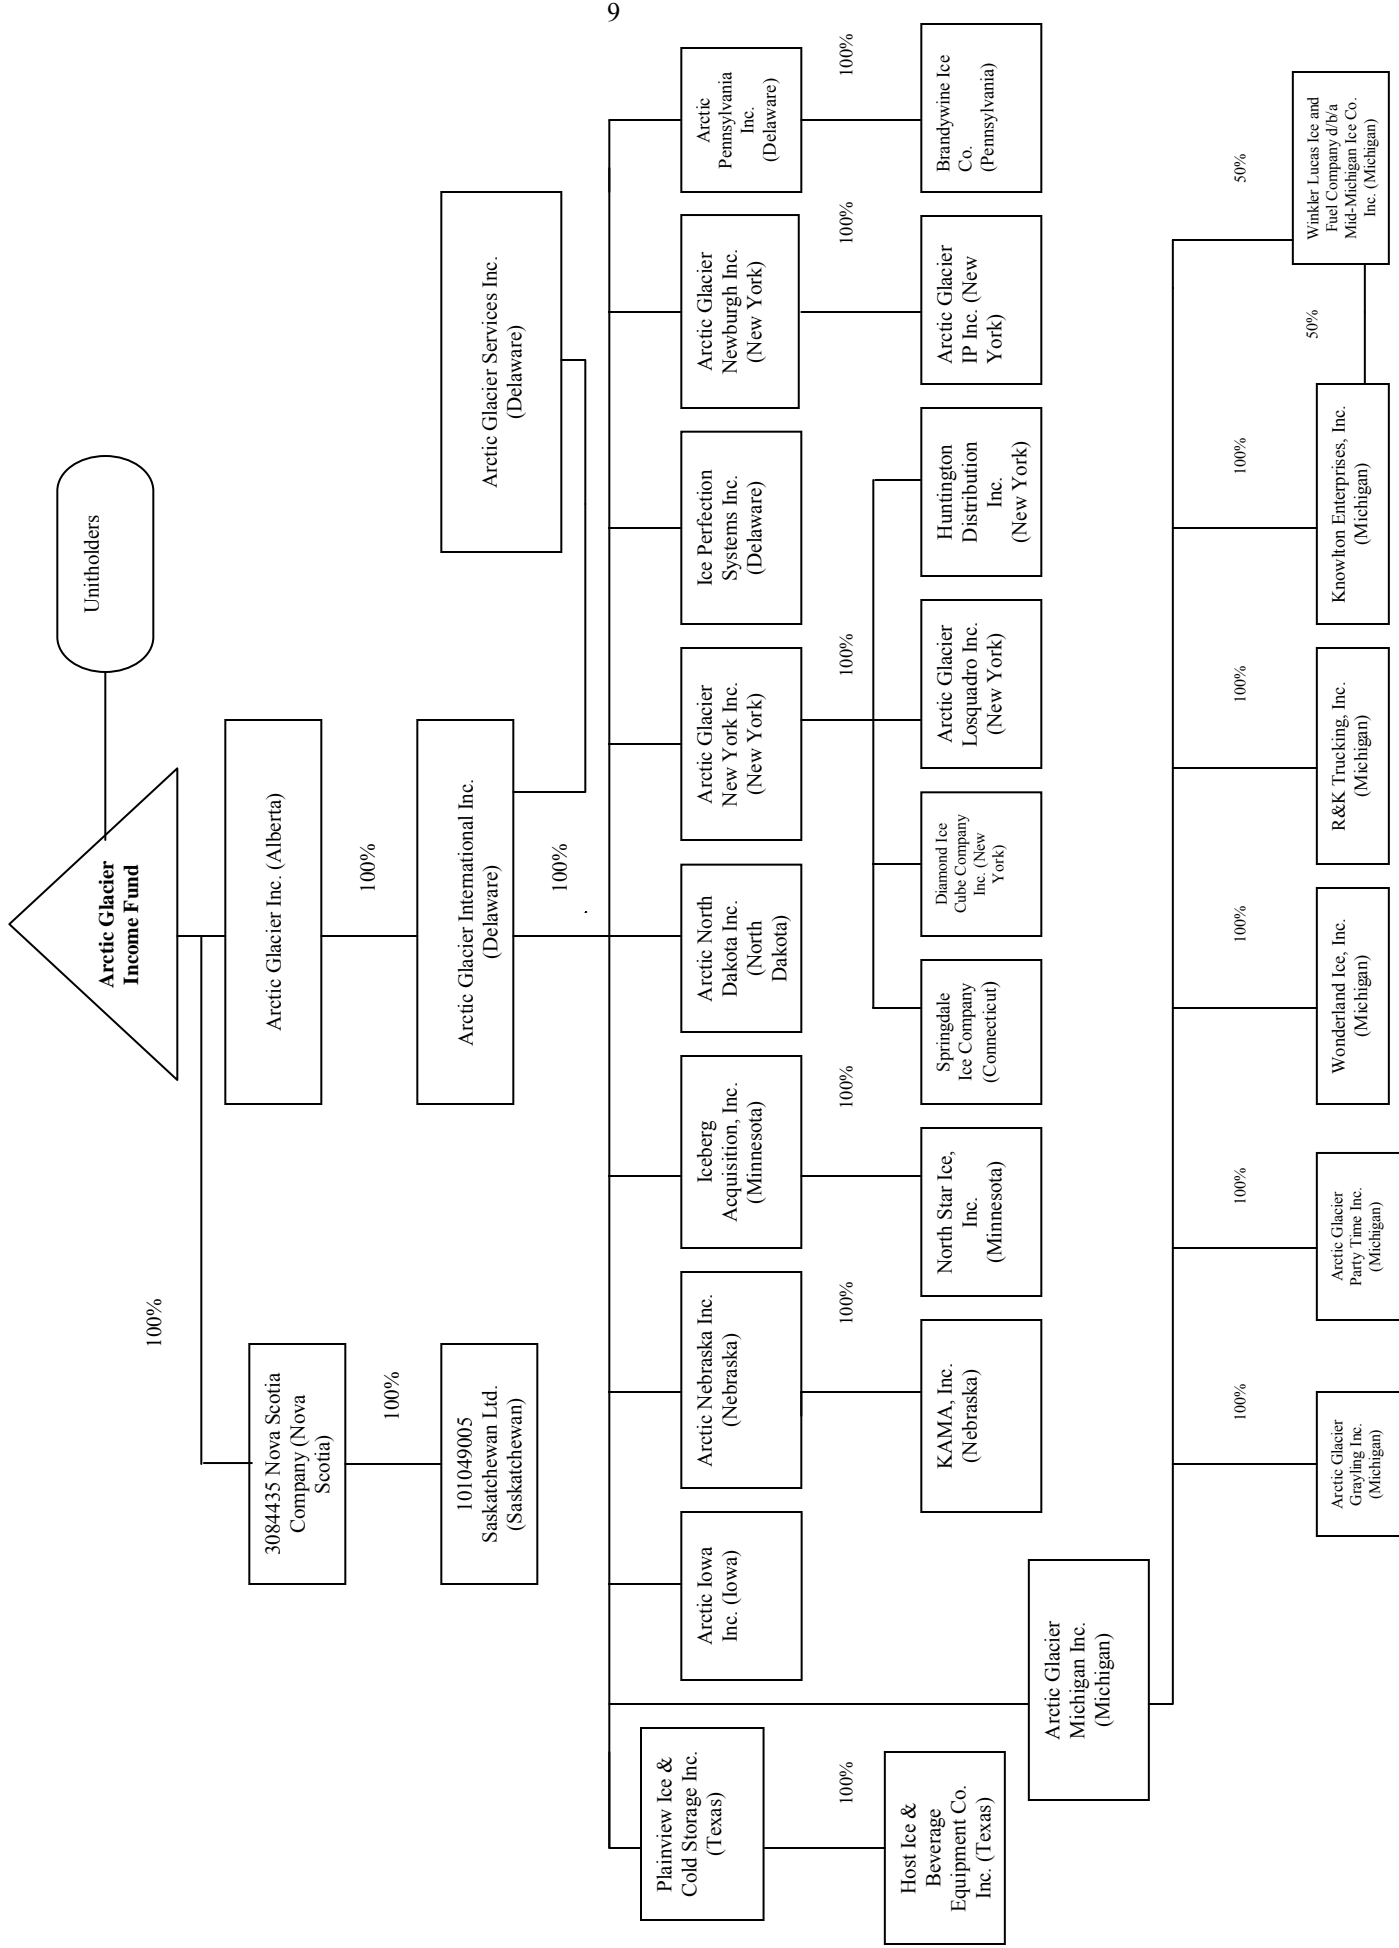 9
Unitholders
Arctic Glacier
Income Fund
100%
Arctic Glacier Inc. (Alberta)
100%
3084435 Nova Scotia
Company (Nova
Scotia)
100%
101049005
Saskatchewan Ltd.
(Saskatchewan)
Arctic Glacier International Inc.
(Delaware)
100%
.
Arctic Glacier Services Inc.
(Delaware)
Plainview Ice &
Cold Storage Inc.
(Texas)
100%
Host Ice &
Beverage
Equipment Co.
Inc. (Texas)
Arctic Iowa
Inc. (Iowa)
Arctic Nebraska Inc.
(Nebraska)
100%
KAMA, Inc.
(Nebraska)
Iceberg
Acquisition, Inc.
(Minnesota)
100%
North Star Ice,
Inc.
(Minnesota)
Arctic North
Dakota Inc.
(North
Dakota)
Arctic Glacier
New York Inc.
(New York)
100%
Springdale
Ice Company
(Connecticut)
Diamond Ice
Cube Company
Inc. (New
York)
Arctic Glacier
Losquadro Inc.
(New York)
Huntington
Distribution
Inc.
(New York)
Ice Perfection
Systems Inc.
(Delaware)
Arctic Glacier
Newburgh Inc.
(New York)
100%
Arctic Glacier
IP Inc. (New
York)
Arctic
Pennsylvania
Inc.
(Delaware)
100%
Brandywine Ice
Co.
(Pennsylvania)
Arctic Glacier
Michigan Inc.
(Michigan)
100%
Arctic Glacier
Grayling Inc.
(Michigan)
100%
Arctic Glacier
Party Time Inc.
(Michigan)
100%
Wonderland Ice, Inc.
(Michigan)
100%
R&K Trucking, Inc.
(Michigan)
100%
Knowlton Enterprises, Inc.
(Michigan)
50%
50%
Winkler Lucas Ice and
Fuel Company d/b/a
Mid-Michigan Ice Co.
Inc. (Michigan)